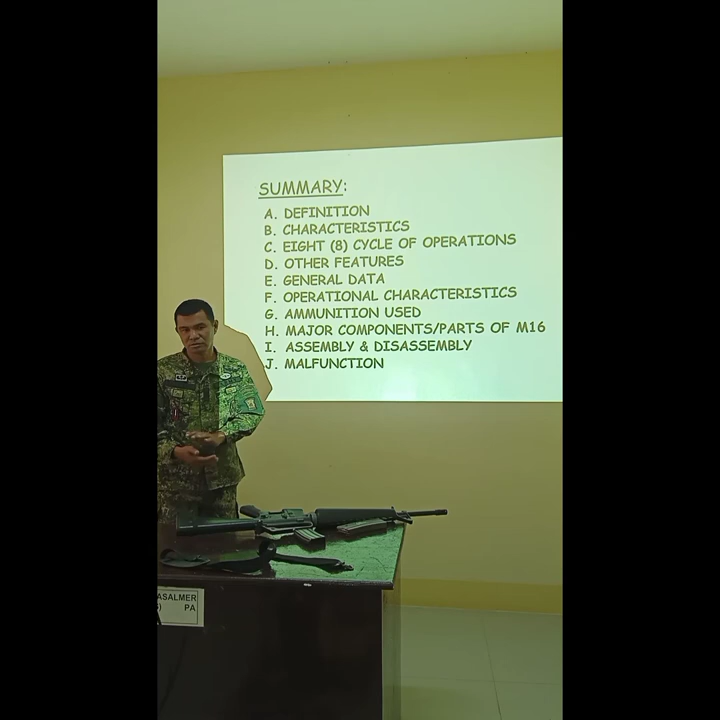 SUMMARY:
A. DEFINITION
B. CHARACTERISTICS
C. EIGHT (8) CYCLE OF OPERATIONS
D. OTHER FEATURES
E. GENERAL DATA
F. OPERATIONAL CHARACTERISTICS
G. AMMUNITION USED
H. MAJOR COMPONENTS/PARTS OF M16
I. ASSEMBLY & DISASSEMBLY
J. MALFUNCTION
ASALMER
) PA